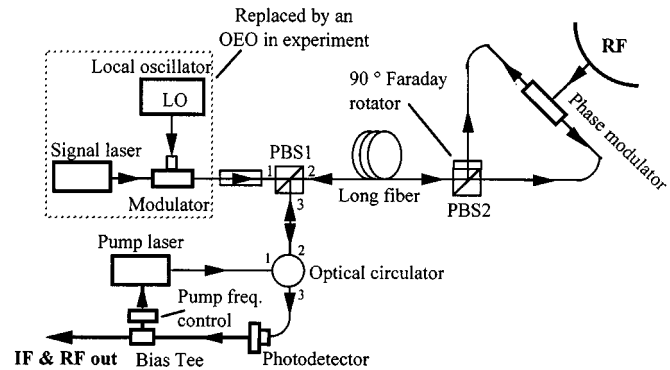 Replaced by an
OEO in experiment
RF
Local oscillator
LO
90 ° Faraday
rotator
Phase modulator
Signal laser
PBS1
1
2
3
Modulator
Long fiber
PBS2
Pump laser
1
2
3
Optical circulator
Pump freq.
control
IF & RF out
Bias Tee
Photodetector